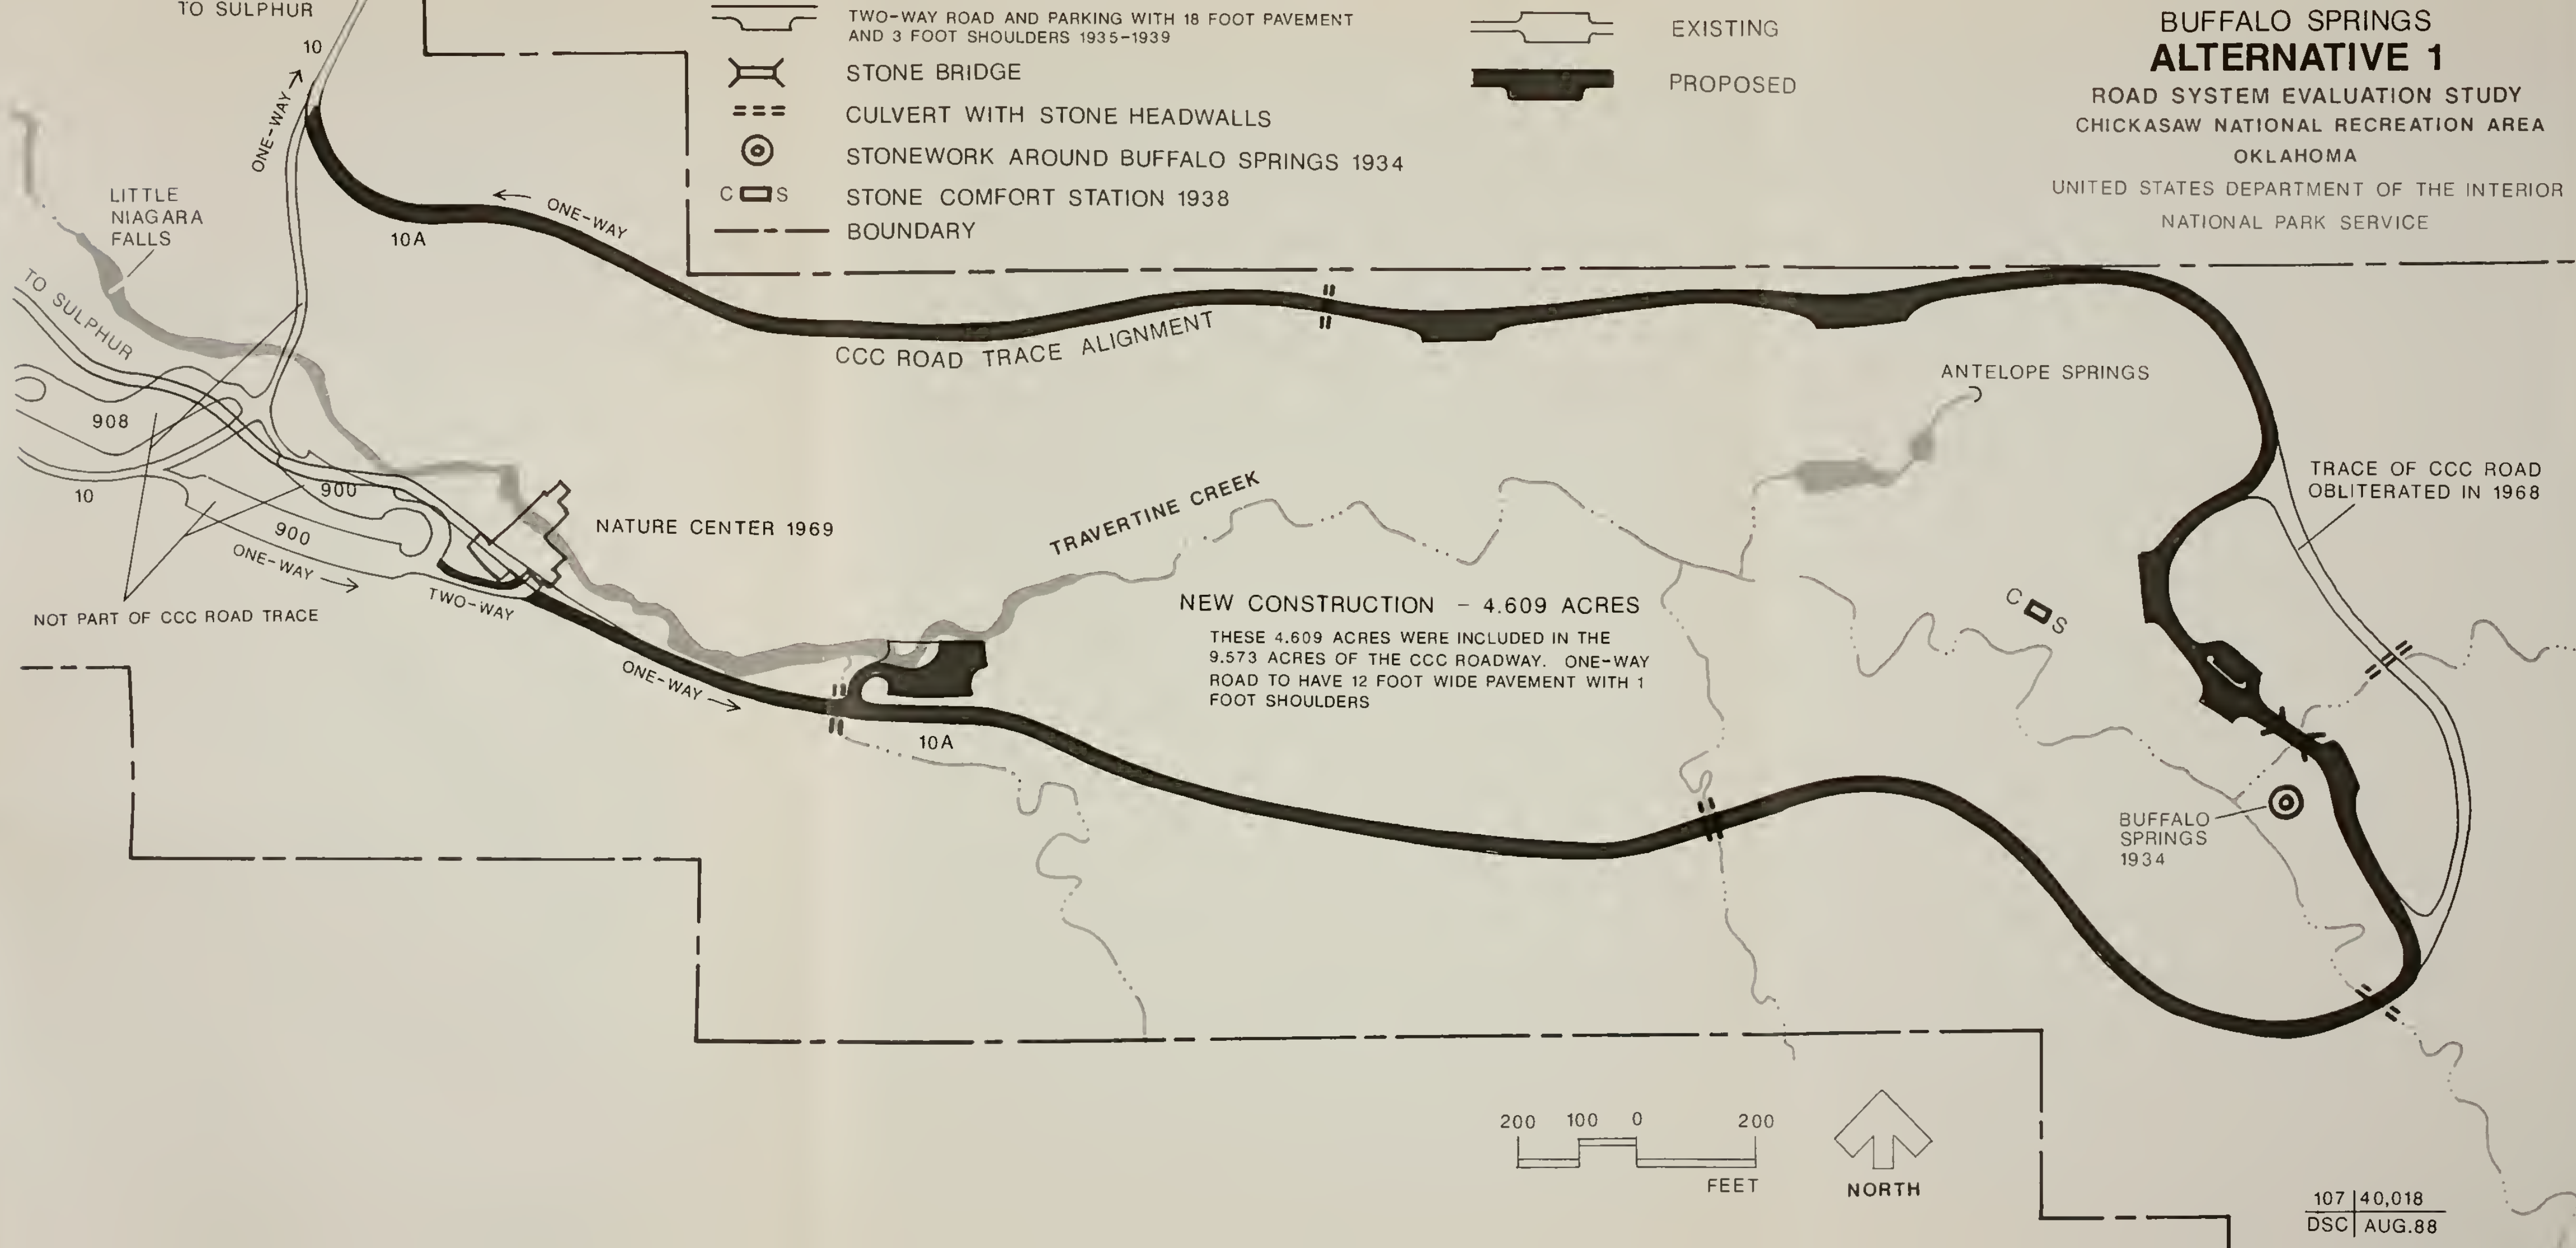 TO SULPHUR
10
ONE-WAY
TWO-WAY ROAD AND PARKING WITH 18 FOOT PAVEMENT
AND 3 FOOT SHOULDERS 1935-1939
STONE BRIDGE
CULVERT WITH STONE HEADWALLS
STONEWORK AROUND BUFFALO SPRINGS 1934
C S
STONE COMFORT STATION 1938
BOUNDARY
EXISTING
PROPOSED
BUFFALO SPRINGS
ALTERNATIVE 1
ROAD SYSTEM EVALUATION STUDY
CHICKASAW NATIONAL RECREATION AREA
OKLAHOMA
UNITED STATES DEPARTMENT OF THE INTERIOR
NATIONAL PARK SERVICE
LITTLE
NIAGARA
FALLS
ONE-WAY
10A
TO SULPHUR
CCC ROAD TRACE ALIGNMENT
ANTELOPE SPRINGS
908
10
900
900
ONE-WAY
TWO-WAY
NOT PART OF CCC ROAD TRACE
NATURE CENTER 1969
TRAVERTINE CREEK
TRACE OF CCC ROAD
OBLITERATED IN 1968
NEW CONSTRUCTION - 4.609 ACRES
THESE 4.609 ACRES WERE INCLUDED IN THE
9.573 ACRES OF THE CCC ROADWAY. ONE-WAY
ROAD TO HAVE 12 FOOT WIDE PAVEMENT WITH 1
FOOT SHOULDERS
C S
ONE-WAY
10A
BUFFALO
SPRINGS
1934
200 100 0 200
FEET
NORTH
107 40,018
DSC AUG.88